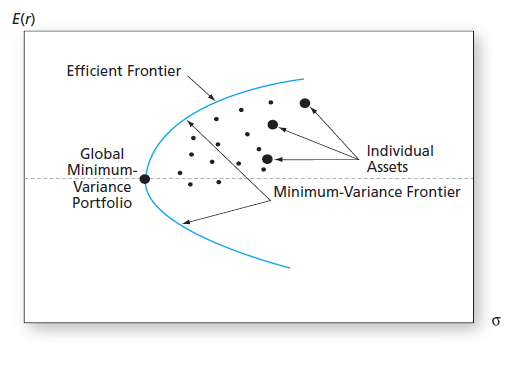 E(r)
Efficient Frontier
Global
Minimum-
Variance
Portfolio
Individual
Assets
Minimum-Variance Frontier
σ